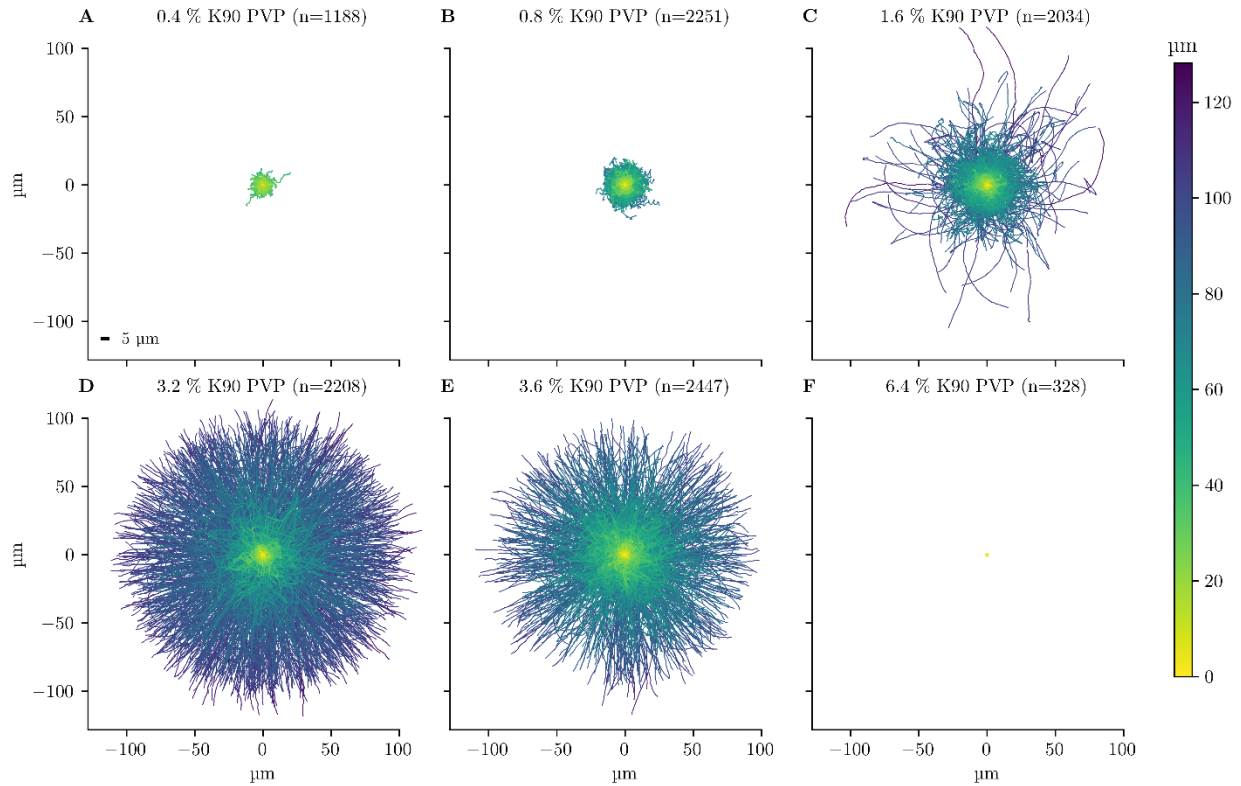 A 0.4 % K90 PVP (n=1188)
B 0.8 % K90 PVP (n=2251)
C 1.6 % K90 PVP (n=2034)
µm
100
50
0
−50
−100
µm
5 µm
120
100
80
60
40
20
0
D 3.2 % K90 PVP (n=2208)
E 3.6 % K90 PVP (n=2447)
F 6.4 % K90 PVP (n=328)
100
50
0
−50
−100
µm
−100 −50 0 50 100
µm
−100 −50 0 50 100
µm
−100 −50 0 50 100
µm